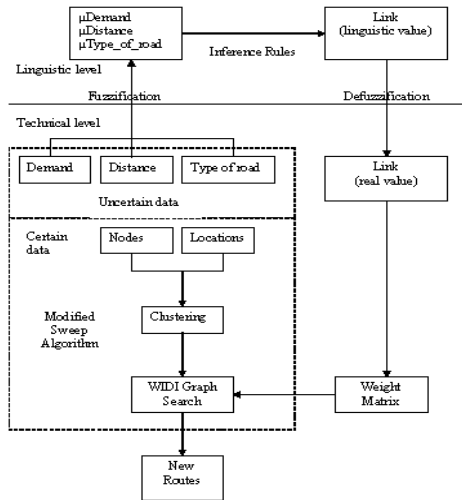 µDemand
µDistance
µType_of_road
Link
(linguistic value)
Inference Rules
Linguistic level
Fuzzification
Defuzzification
Technical level
Demand
Distance
Type of road
Link
(real value)
Uncertain data
Certain
data
Nodes
Locations
Modified
Sweep
Algorithm
Clustering
WIDI Graph
Search
Weight
Matrix
New
Routes